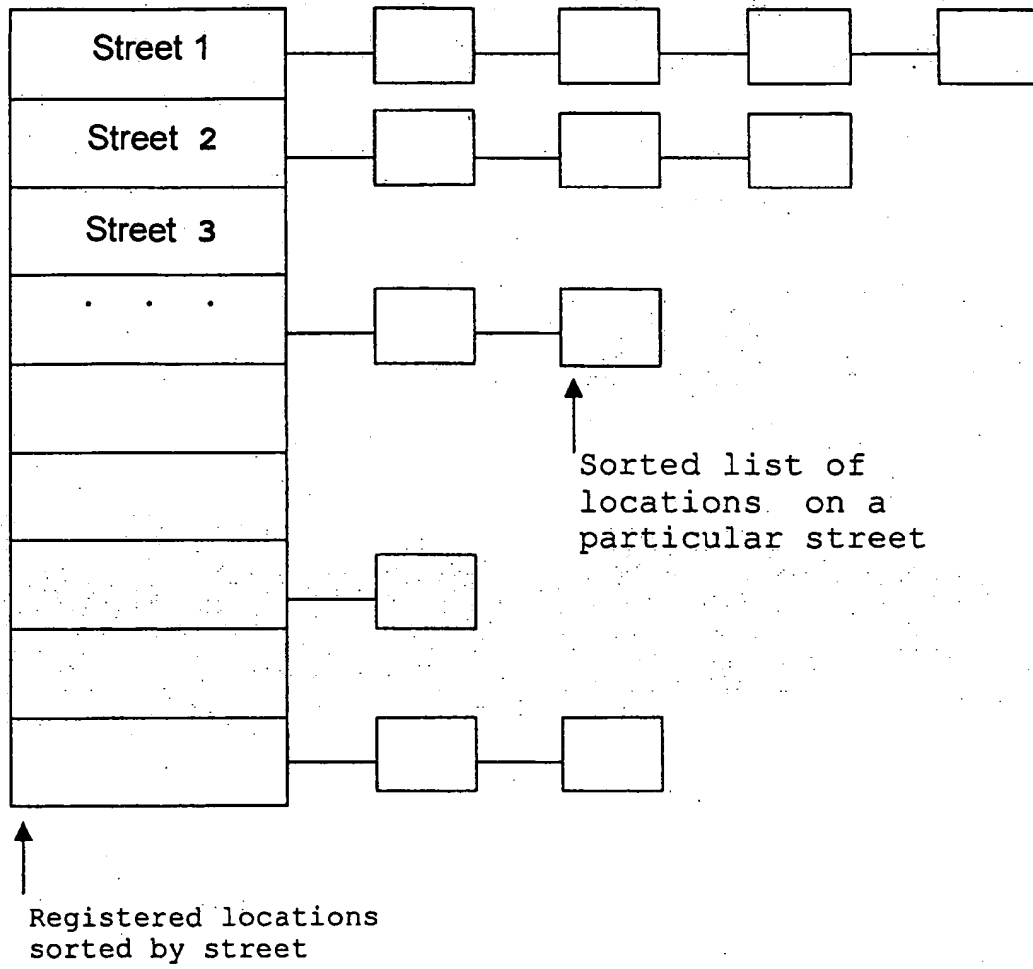 Street 1
Street 2
Street 3
. . .
Sorted list of
locations on a
particular street
Registered locations
sorted by street